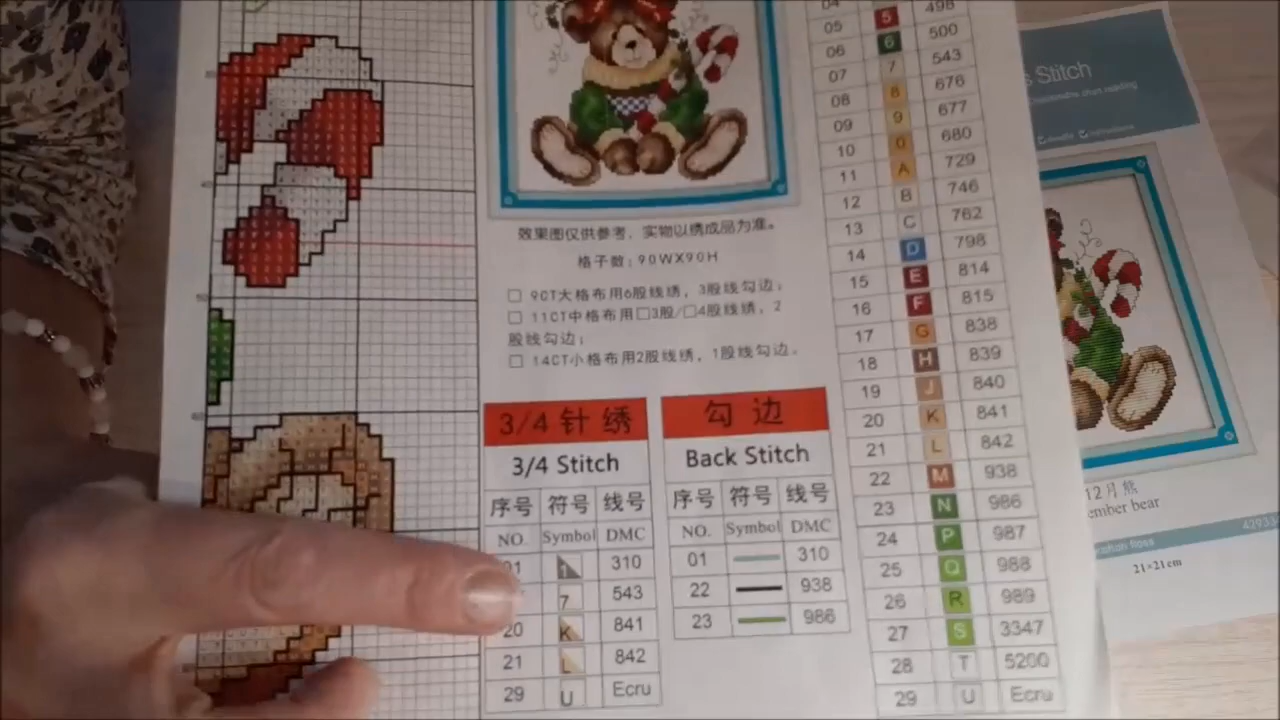 效果图仅供参考，实物以绣成品为准。
格子数：90WX90H
□ 9CT大格布用6股线绣，3股线勾边；
□ 11CT中格布用□3股/□4股线绣，2
股线勾边；
□ 14CT小格布用2股线绣，1股线勾边。
3/4 针 绣
3/4 Stitch
序号 符号 线号
NO. Symbol DMC
01 1 310
7 543
20 K 841
21 L 842
29 U Ecru
勾 边
Back Stitch
序号 符号 线号
NO. Symbol DMC
01 310
22 938
23 986
04 498
05 5 500
06 6 543
07 7 676
08 8 677
09 9 680
10 0 729
11 A 746
12 B 762
13 C 798
14 D 814
15 E 815
16 F 838
17 G 839
18 H 840
19 J 841
20 K 842
21 L 938
22 M 986
23 N 987
24 P 988
25 Q 989
26 R 3347
27 S 5200
28 T Ecru
29 U
s Stitch
12月熊
ember bear
21×21cm